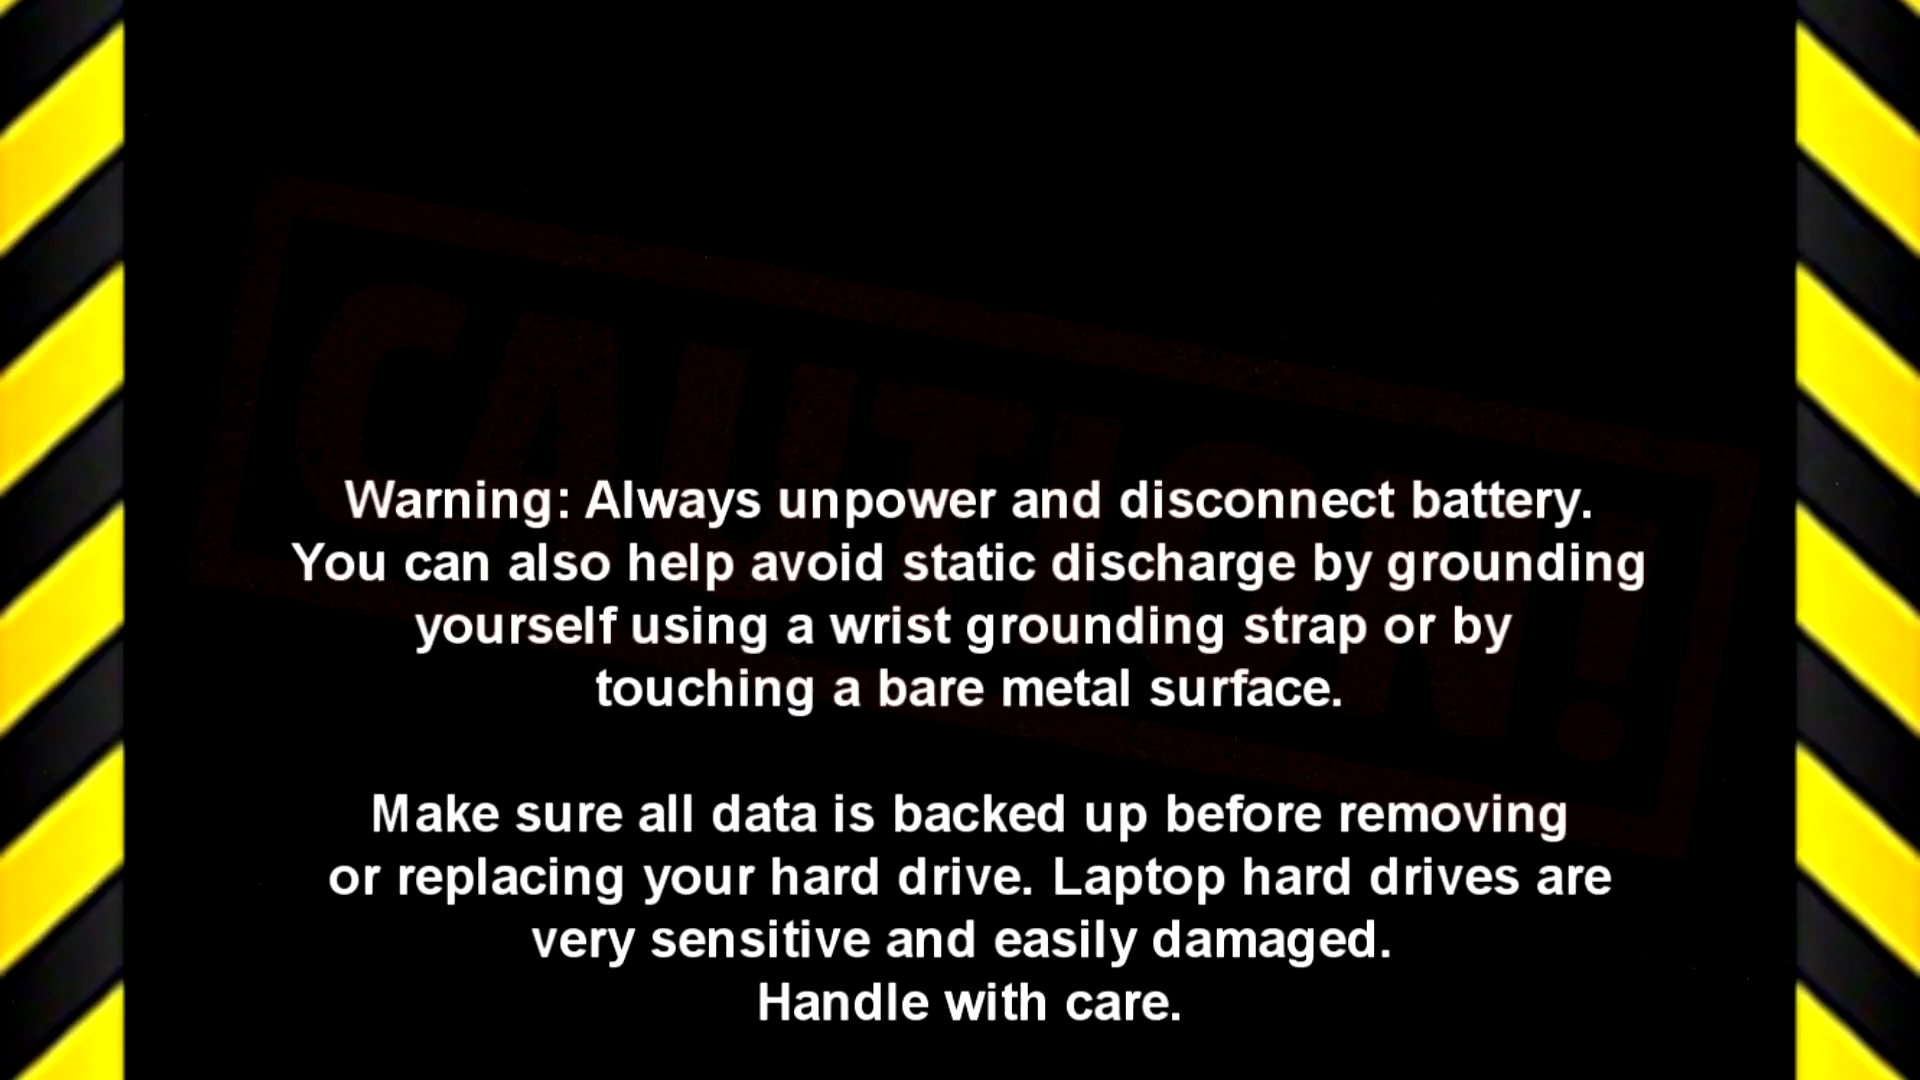 CAUTION!
Warning: Always unpower and disconnect battery.
You can also help avoid static discharge by grounding
yourself using a wrist grounding strap or by
touching a bare metal surface.
Make sure all data is backed up before removing
or replacing your hard drive. Laptop hard drives are
very sensitive and easily damaged.
Handle with care.